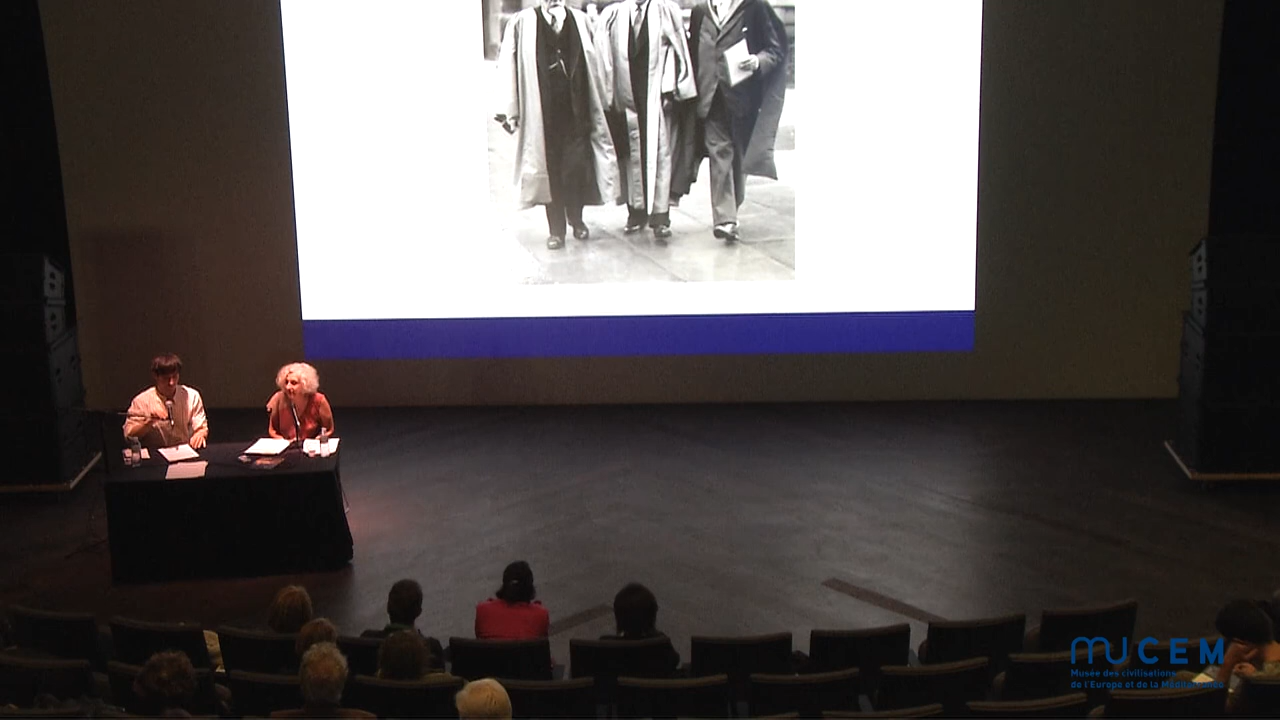 mucem
Musée des civilisations
de l'Europe et de la Méditerranée